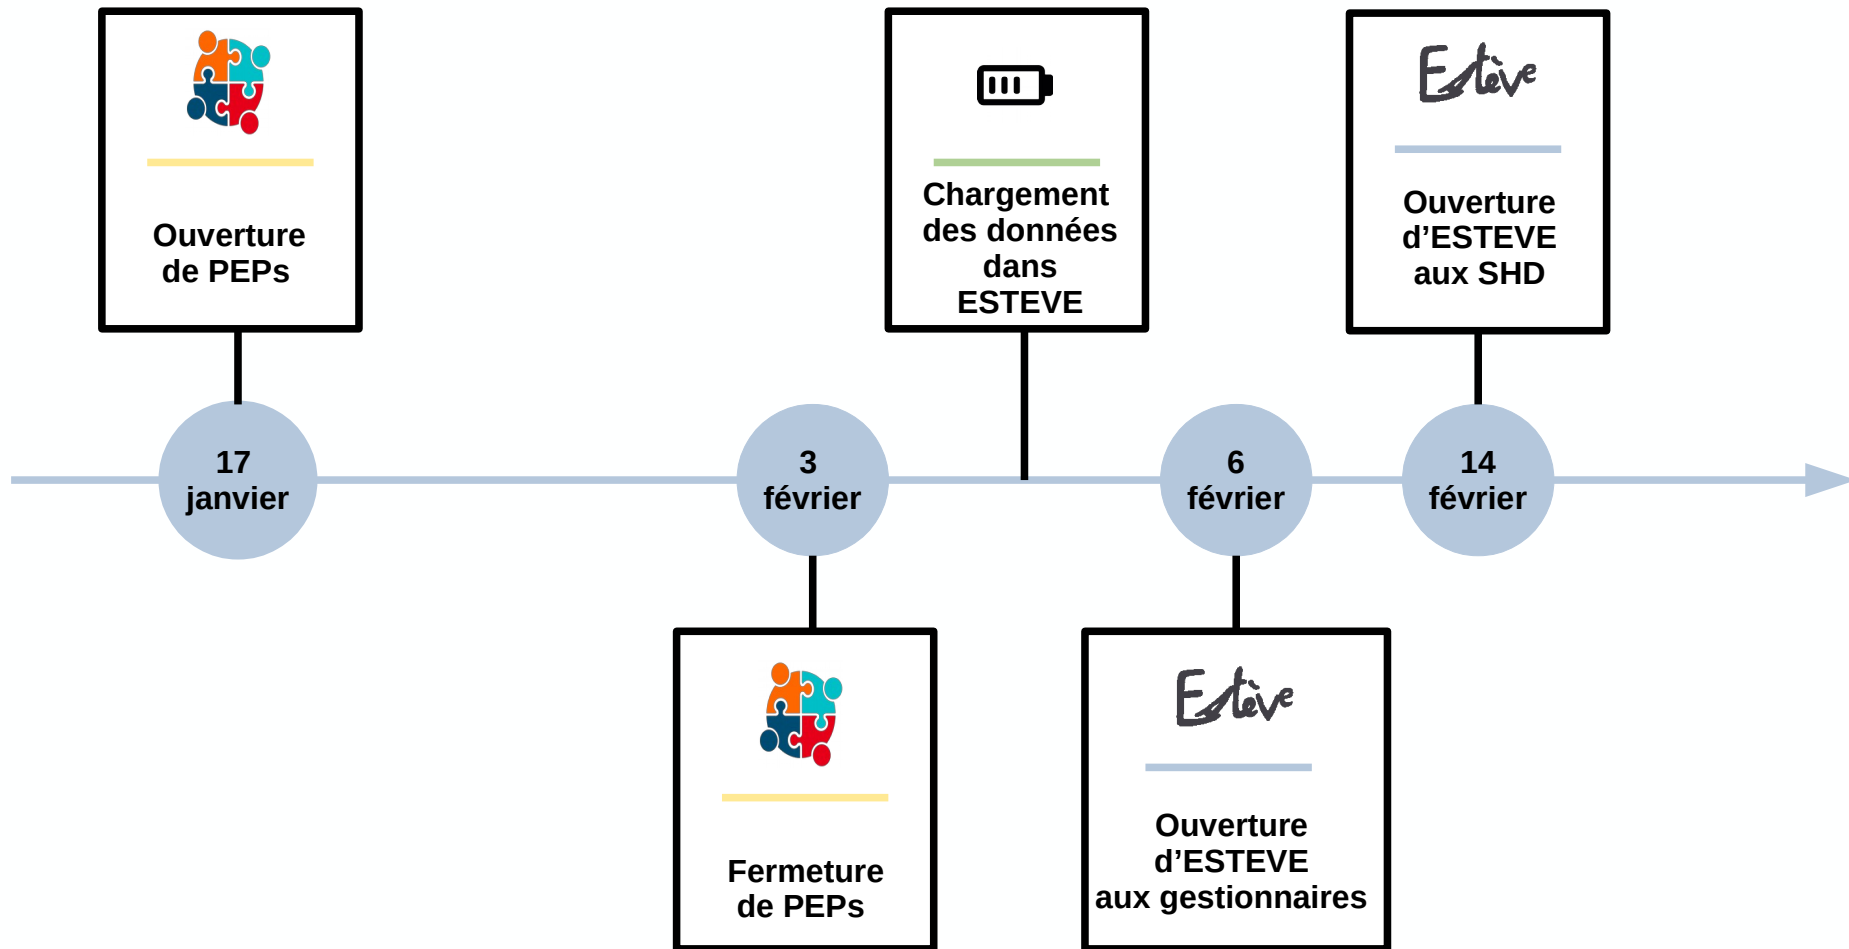 Ouverture
de PEPs
Chargement
des données
dans
ESTEVE
Estève
Ouverture
d’ESTEVE
aux SHD
17
janvier
3
février
6
février
14
février
Fermeture
de PEPs
Estève
Ouverture
d’ESTEVE
aux gestionnaires